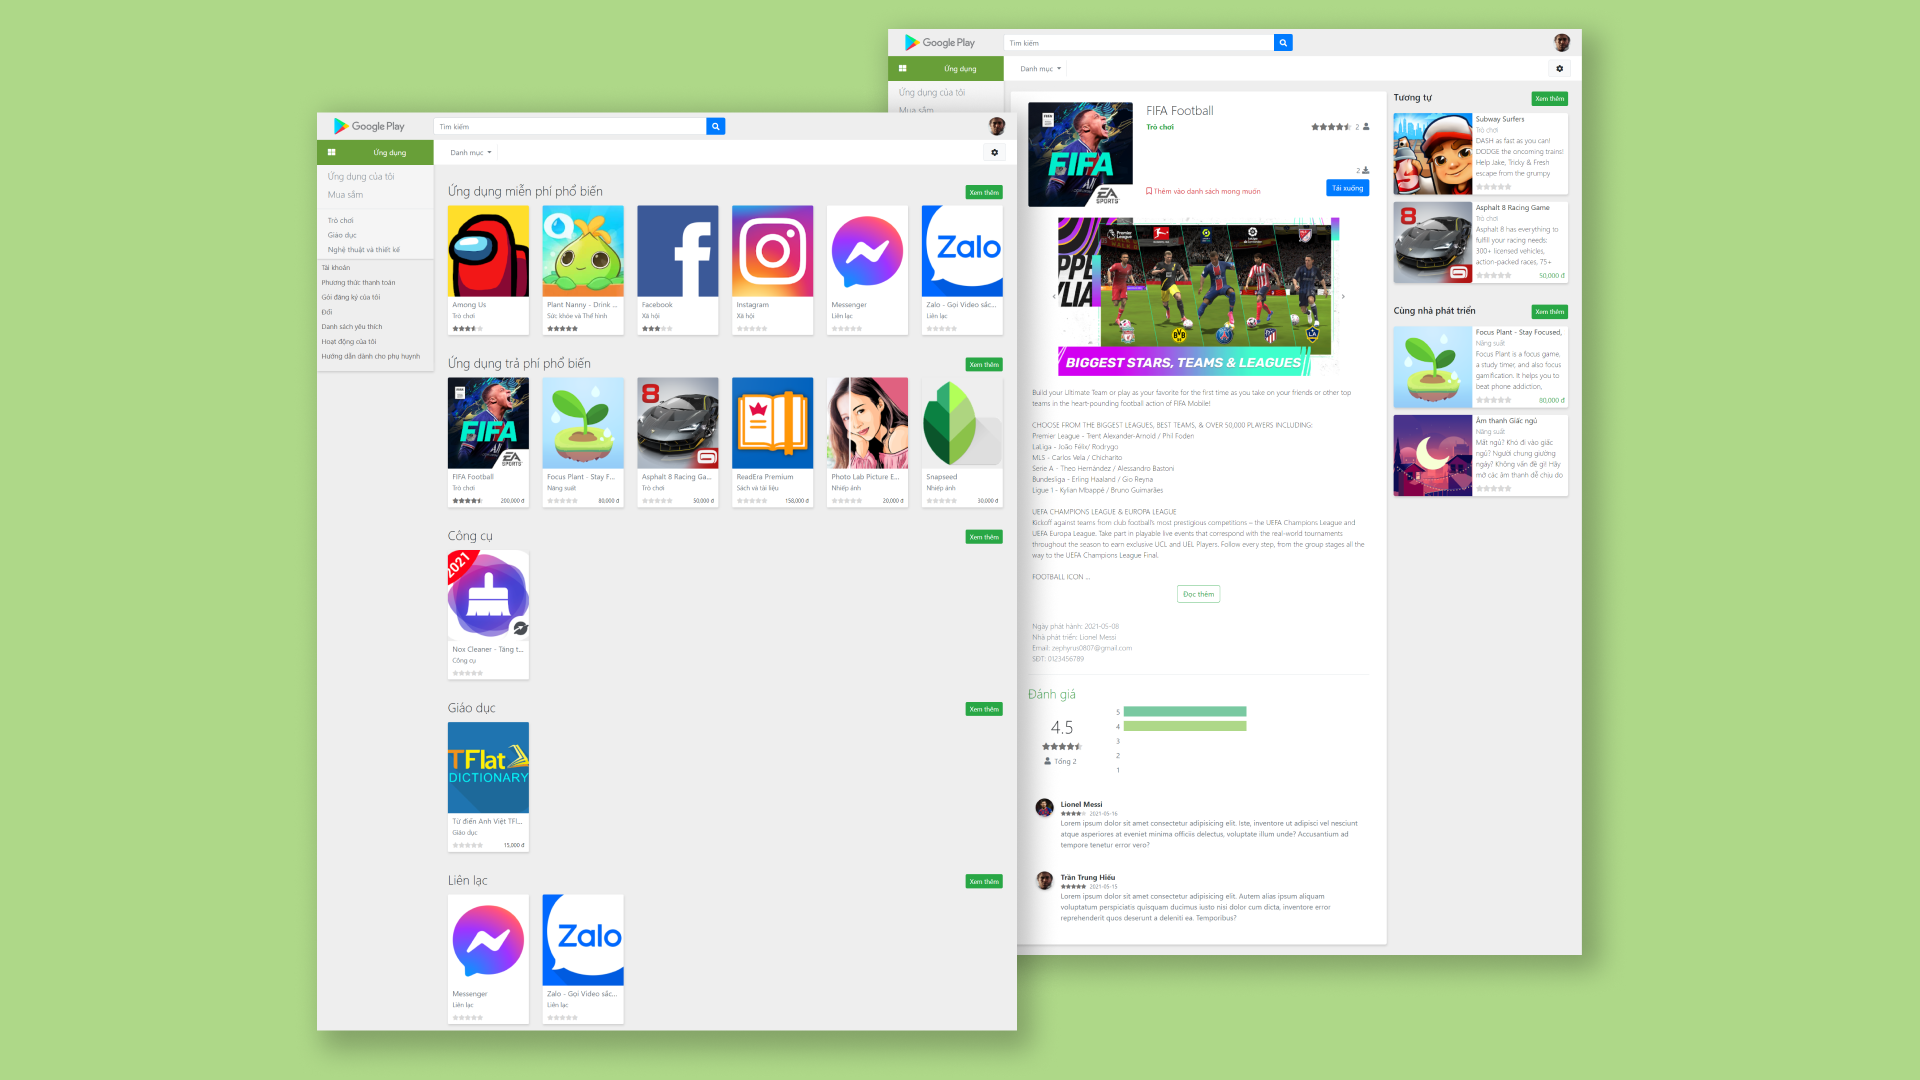 Google Play
Tìm kiếm
Ứng dụng
Danh mục
Ứng dụng của tôi
Mua sắm
Trò chơi
Giáo dục
Nghệ thuật và thiết kế
Tài khoản
Phương thức thanh toán
Gói đăng ký của tôi
Đổi
Danh sách yêu thích
Hoạt động của tôi
Hướng dẫn dành cho phụ huynh
Ứng dụng miễn phí phổ biến
Xem thêm
Zalo
Among Us
Trò chơi
Plant Nanny - Drink ...
Sức khỏe và Thể hình
Facebook
Xã hội
Instagram
Xã hội
Messenger
Liên lạc
Zalo - Gọi Video sắc...
Liên lạc
Ứng dụng trả phí phổ biến
Xem thêm
FIFA
EA SPORTS
8
FIFA Football
Trò chơi
200,000 đ
Focus Plant - Stay F...
Năng suất
80,000 đ
Asphalt 8 Racing Ga...
Trò chơi
50,000 đ
ReadEra Premium
Sách và tài liệu
158,000 đ
Photo Lab Picture E...
Nhiếp ảnh
20,000 đ
Snapseed
Nhiếp ảnh
30,000 đ
Công cụ
Xem thêm
2021
Nox Cleaner - Tăng t...
Công cụ
Giáo dục
Xem thêm
TFlat
DICTIONARY
Từ điển Anh Việt TFl...
Giáo dục
15,000 đ
Liên lạc
Xem thêm
Zalo
Messenger
Liên lạc
Zalo - Gọi Video sắc...
Liên lạc
Google Play
Tìm kiếm
Ứng dụng
Danh mục
Ứng dụng của tôi
Mua sắm
FIFA
EA SPORTS
FIFA Football
Trò chơi
2
2
Thêm vào danh sách mong muốn
Tải xuống
Premier League
BIGGEST STARS, TEAMS & LEAGUES
Build your Ultimate Team or play as your favorite for the first time as you take on your friends or other top
teams in the heart-pounding football action of FIFA Mobile!
CHOOSE FROM THE BIGGEST LEAGUES, BEST TEAMS, & OVER 50,000 PLAYERS INCLUDING:
Premier League - Trent Alexander-Arnold / Phil Foden
LaLiga - João Félix/ Rodrygo
MLS - Carlos Vela / Chicharito
Serie A - Theo Hernández / Alessandro Bastoni
Bundesliga - Erling Haaland / Gio Reyna
Ligue 1 - Kylian Mbappé / Bruno Guimarães
UEFA CHAMPIONS LEAGUE & EUROPA LEAGUE
Kickoff against teams from club football's most prestigious competitions – the UEFA Champions League and
UEFA Europa League. Take part in playable live events that correspond with the real-world tournaments
throughout the season to earn exclusive UCL and UEL Players. Follow every step, from the group stages all the
way to the UEFA Champions League Final.
FOOTBALL ICON ...
Đọc thêm
Ngày phát hành: 2021-05-08
Nhà phát triển: Lionel Messi
Email: zephyrus0807@gmail.com
SĐT: 0123456789
Đánh giá
4.5
Tổng 2
5
4
3
2
1
Lionel Messi
2021-05-16
Lorem ipsum dolor sit amet consectetur adipisicing elit. Iste, inventore ut adipisci vel nesciunt
atque asperiores at eveniet minima officiis delectus, voluptate illum unde? Accusantium ad
tempore tenetur error vero?
Trần Trung Hiếu
2021-05-15
Lorem ipsum dolor sit amet consectetur adipisicing elit. Autem alias ipsum aliquam
voluptatum perspiciatis quisquam ducimus iusto nisi dolor cum dicta, inventore error
reprehenderit quos deserunt a deleniti ea. Temporibus?
Tương tự
Xem thêm
Subway Surfers
Trò chơi
DASH as fast as you can!
DODGE the oncoming trains!
Help Jake, Tricky & Fresh
escape from the grumpy
8
Asphalt 8 Racing Game
Trò chơi
Asphalt 8 has everything to
fulfill your racing needs:
300+ licensed vehicles,
action-packed races, 75+
50,000 đ
Cùng nhà phát triển
Xem thêm
Focus Plant - Stay Focused,
Năng suất
Focus Plant is a focus game,
a study timer, and also focus
gamification. It helps you to
beat phone addiction,
80,000 đ
Âm thanh Giấc ngủ
Năng suất
Mất ngủ? Khó đi vào giấc
ngủ? Người chung giường
ngáy? Không vấn đề gì! Hãy
mở các âm thanh dễ chịu do